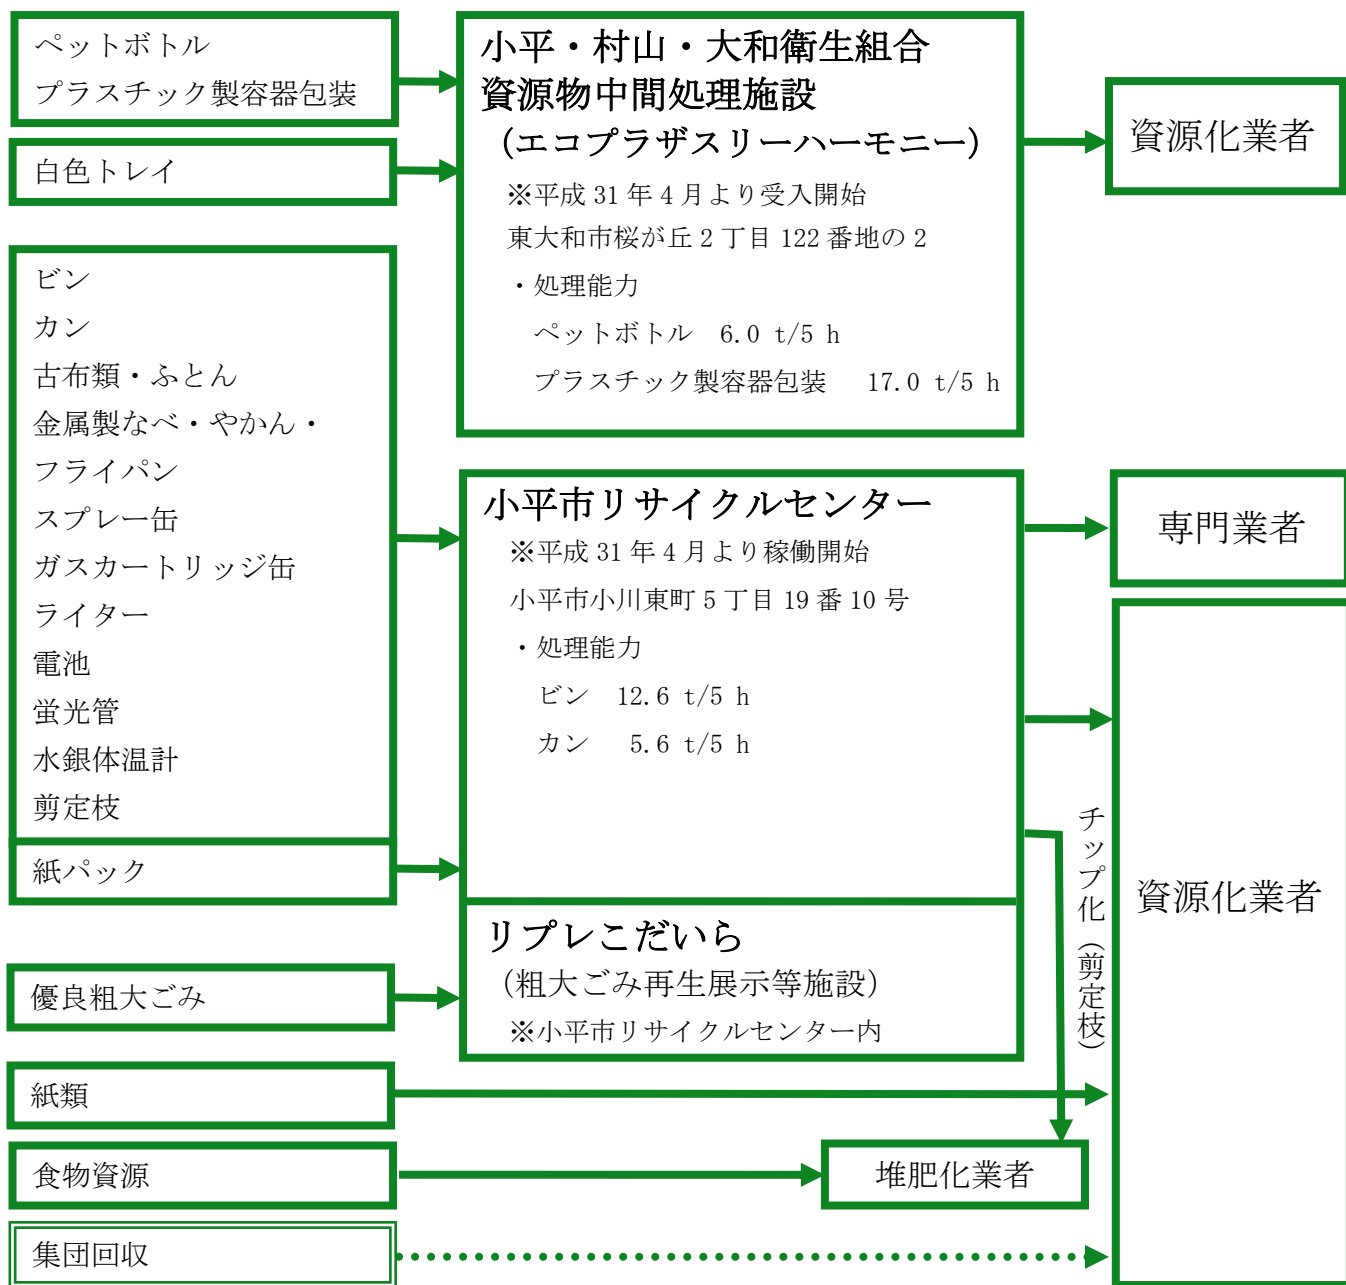 ペットボトル
プラスチック製容器包装
白色トレイ
小平・村山・大和衛生組合
資源物中間処理施設
(エコプラザスリーハーモニー)
※平成 31 年 4 月より受入開始
東大和市桜が丘 2 丁目 122 番地の 2
・処理能力
ペットボトル 6.0 t/5 h
プラスチック製容器包装 17.0 t/5 h
資源化業者
ビン
カン
古布類・ふとん
金属製なべ・やかん・
フライパン
スプレー缶
ガスカートリッジ缶
ライター
電池
蛍光管
水銀体温計
剪定枝
紙パック
小平市リサイクルセンター
※平成 31 年 4 月より稼働開始
小平市小川東町 5 丁目 19 番 10 号
・処理能力
ビン 12.6 t/5 h
カン 5.6 t/5 h
専門業者
チップ化(剪定枝)
資源化業者
優良粗大ごみ
リプレこだいら
(粗大ごみ再生展示等施設)
※小平市リサイクルセンター内
紙類
食物資源
堆肥化業者
集団回収